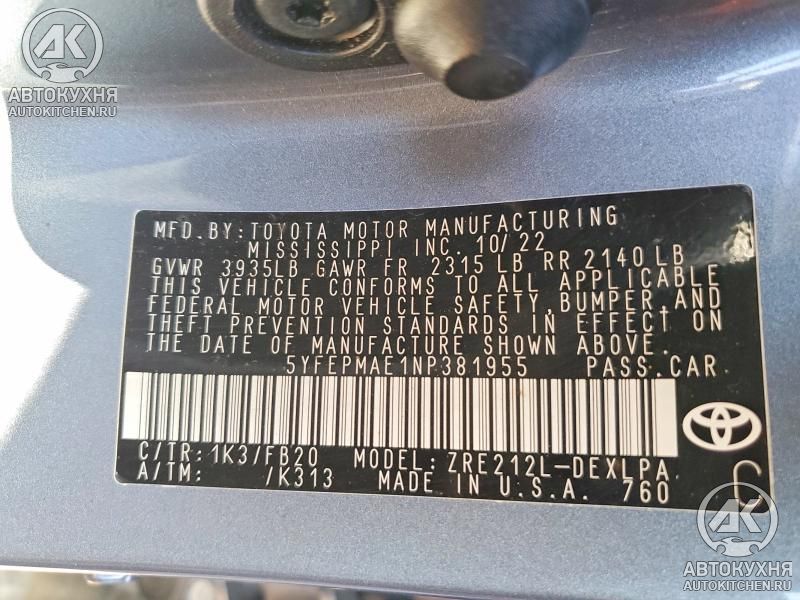 AK
АВТОКУХНЯ
AUTOKITCHEN.RU
MFD. BY: TOYOTA MOTOR MANUFACTURING
MISSISSIPPI INC. 10/22
GVWR 3935LB GAWR FR 2315 LB RR 2140 LB
THIS VEHICLE CONFORMS TO ALL APPLICABLE
FEDERAL MOTOR VEHICLE SAFETY, BUMPER, AND
THEFT PREVENTION STANDARDS IN EFFECT ON
THE DATE OF MANUFACTURE SHOWN ABOVE.
5YFEPMAE1NP381955 PASS. CAR
C/TR: 1K3/FB20 MODEL: ZRE212L-DEXLPA
A/TM: /K313 MADE IN U.S.A. 760
C
AK
АВТОКУХНЯ
AUTOKITCHEN.RU